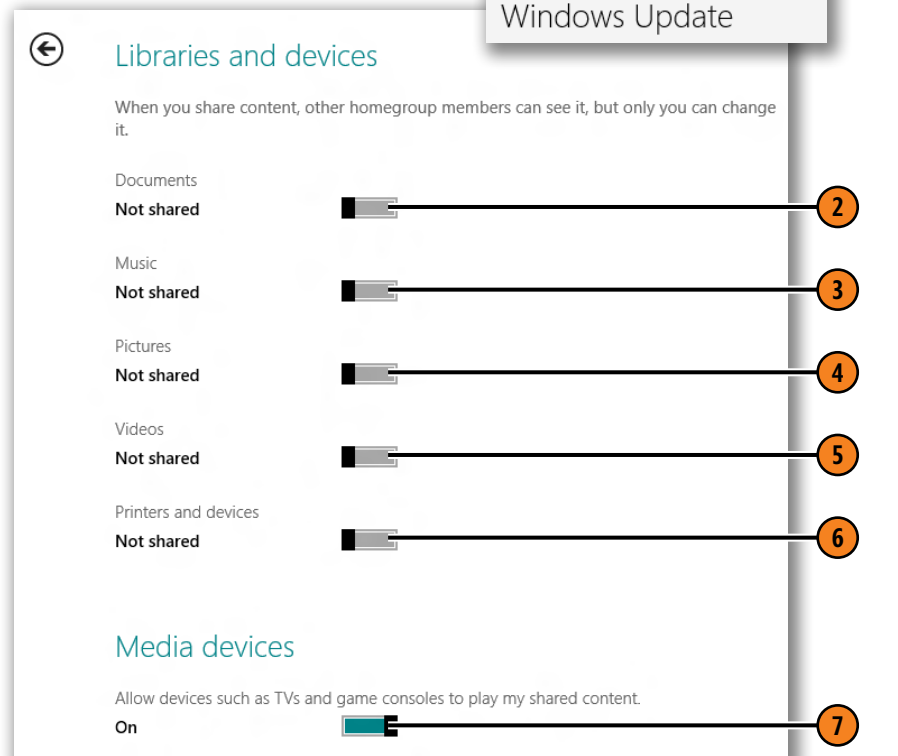 Windows Update
Libraries and devices
When you share content, other homegroup members can see it, but only you can change
it.
Documents
Not shared
2
Music
Not shared
3
Pictures
Not shared
4
Videos
Not shared
5
Printers and devices
Not shared
6
Media devices
Allow devices such as TVs and game consoles to play my shared content.
On
7